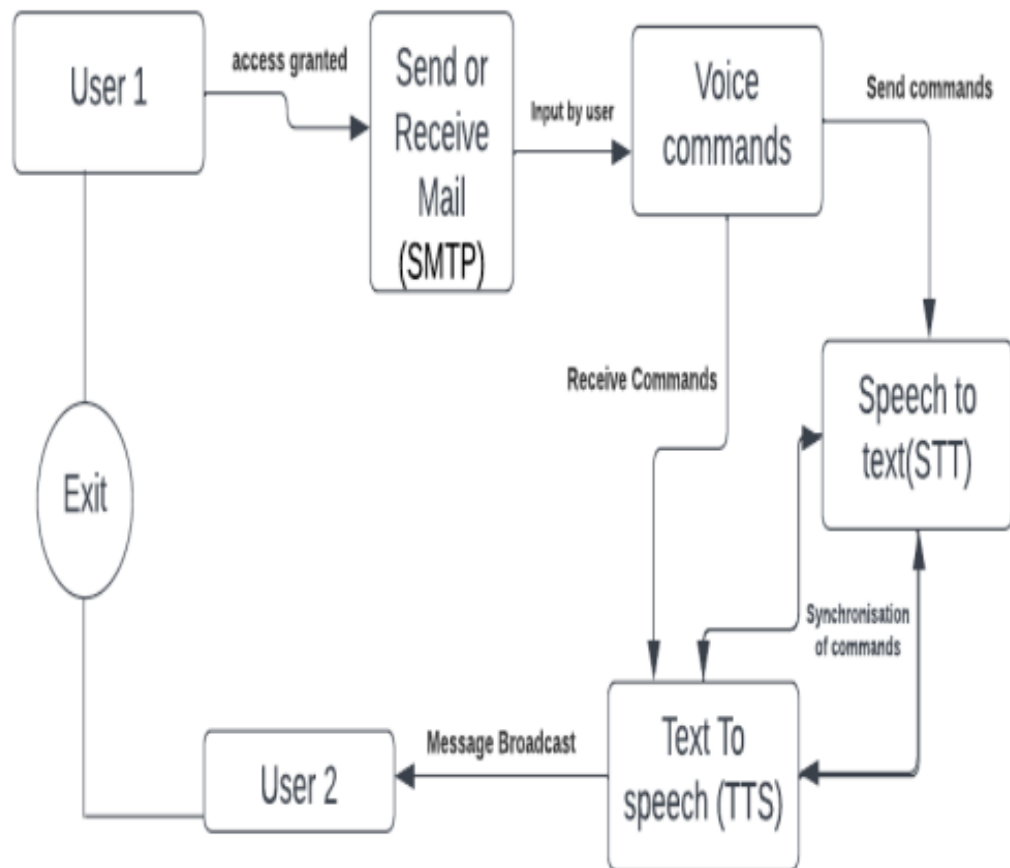 User 1
access granted
Send or
Receive
Mail
(SMTP)
Input by user
Voice
commands
Send commands
Receive Commands
Speech to
text(STT)
Exit
Synchronisation
of commands
Text To
speech (TTS)
Message Broadcast
User 2